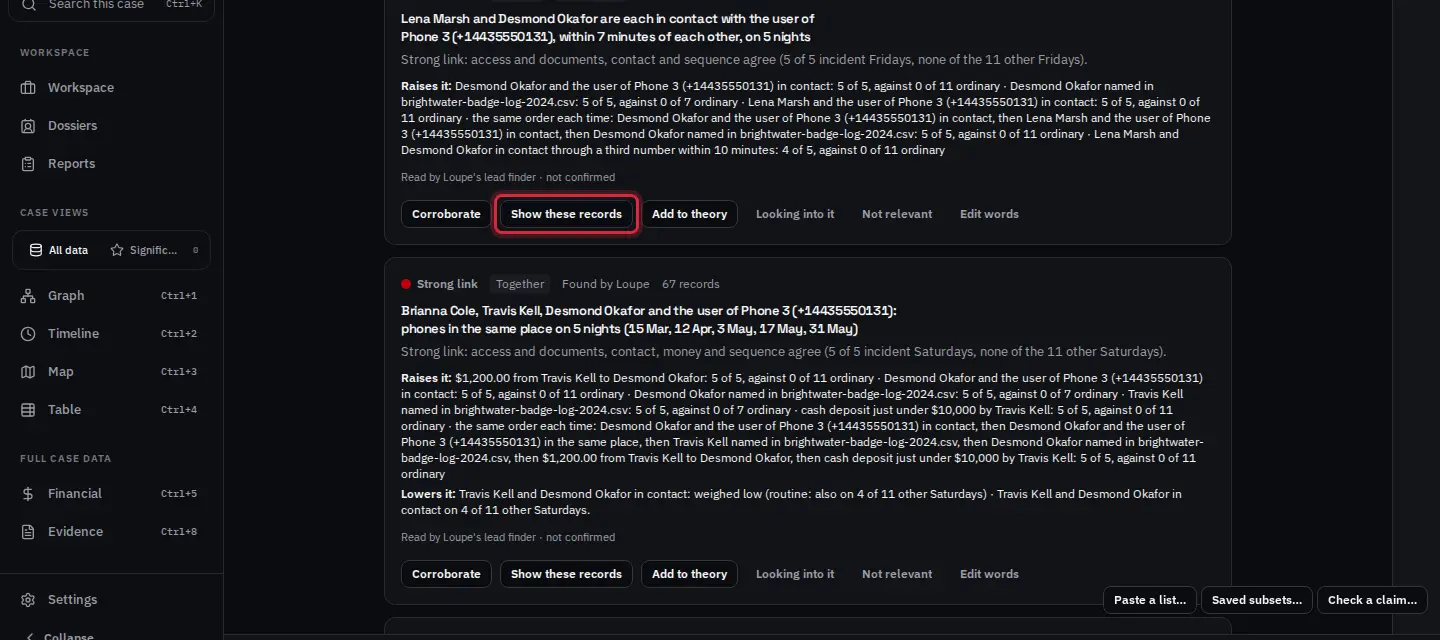 Search this case Ctrl+K
WORKSPACE
Workspace
Dossiers
Reports
CASE VIEWS
All data Signific... 0
Graph Ctrl+1
Timeline Ctrl+2
Map Ctrl+3
Table Ctrl+4
FULL CASE DATA
Financial Ctrl+5
Evidence Ctrl+8
Settings
Collapse
Lena Marsh and Desmond Okafor are each in contact with the user of
Phone 3 (+14435550131), within 7 minutes of each other, on 5 nights
Strong link: access and documents, contact and sequence agree (5 of 5 incident Fridays, none of the 11 other Fridays).
Raises it: Desmond Okafor and the user of Phone 3 (+14435550131) in contact: 5 of 5, against 0 of 11 ordinary · Desmond Okafor named in
brightwater-badge-log-2024.csv: 5 of 5, against 0 of 7 ordinary · Lena Marsh and the user of Phone 3 (+14435550131) in contact: 5 of 5, against 0 of
11 ordinary · the same order each time: Desmond Okafor and the user of Phone 3 (+14435550131) in contact, then Lena Marsh and the user of Phone
3 (+14435550131) in contact, then Desmond Okafor named in brightwater-badge-log-2024.csv: 5 of 5, against 0 of 11 ordinary · Lena Marsh and
Desmond Okafor in contact through a third number within 10 minutes: 4 of 5, against 0 of 11 ordinary
Read by Loupe's lead finder · not confirmed
Corroborate Show these records Add to theory Looking into it Not relevant Edit words
Strong link Together Found by Loupe 67 records
Brianna Cole, Travis Kell, Desmond Okafor and the user of Phone 3 (+14435550131):
phones in the same place on 5 nights (15 Mar, 12 Apr, 3 May, 17 May, 31 May)
Strong link: access and documents, contact, money and sequence agree (5 of 5 incident Saturdays, none of the 11 other Saturdays).
Raises it: $1,200.00 from Travis Kell to Desmond Okafor: 5 of 5, against 0 of 11 ordinary · Desmond Okafor and the user of Phone 3 (+14435550131)
in contact: 5 of 5, against 0 of 11 ordinary · Desmond Okafor named in brightwater-badge-log-2024.csv: 5 of 5, against 0 of 7 ordinary · Travis Kell
named in brightwater-badge-log-2024.csv: 5 of 5, against 0 of 7 ordinary · cash deposit just under $10,000 by Travis Kell: 5 of 5, against 0 of 11
ordinary · the same order each time: Desmond Okafor and the user of Phone 3 (+14435550131) in contact, then Desmond Okafor and the user of
Phone 3 (+14435550131) in the same place, then Travis Kell named in brightwater-badge-log-2024.csv, then Desmond Okafor named in brightwater-
badge-log-2024.csv, then $1,200.00 from Travis Kell to Desmond Okafor, then cash deposit just under $10,000 by Travis Kell: 5 of 5, against 0 of 11
ordinary
Lowers it: Travis Kell and Desmond Okafor in contact: weighed low (routine: also on 4 of 11 other Saturdays) · Travis Kell and Desmond Okafor in
contact on 4 of 11 other Saturdays.
Read by Loupe's lead finder · not confirmed
Corroborate Show these records Add to theory Looking into it Not relevant Edit words
Paste a list... Saved subsets... Check a claim...